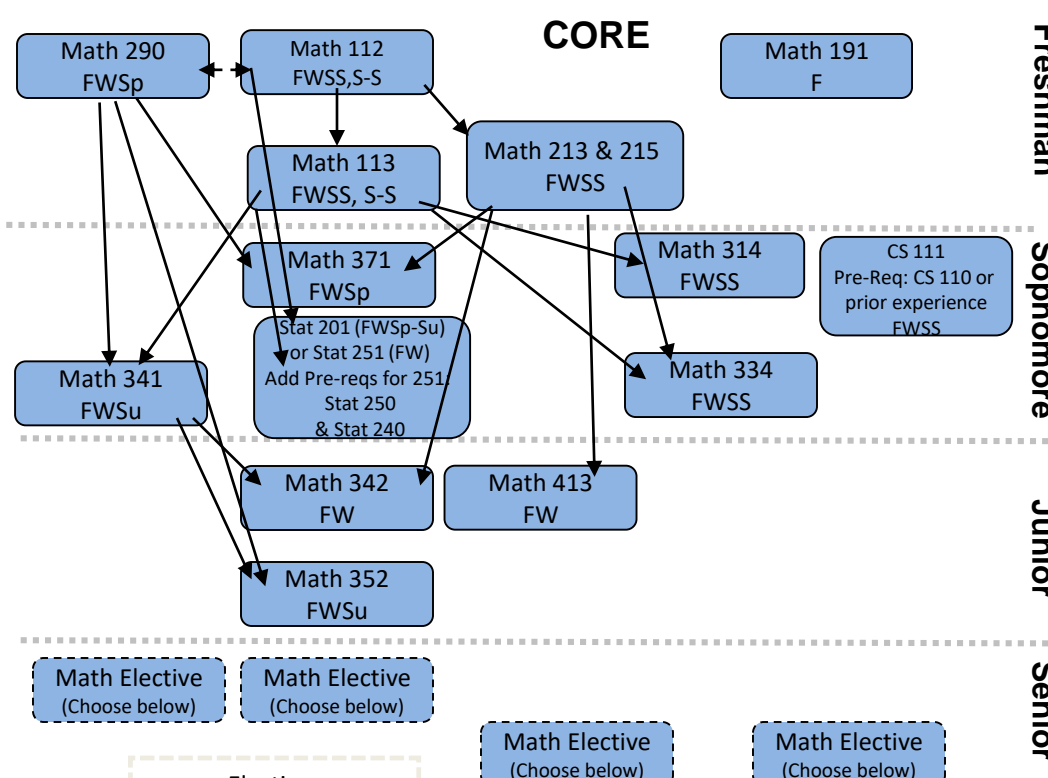 CORE
Freshman
Math 290
FWSp
Math 112
FWSS,S-S
Math 191
F
Math 113
FWSS, S-S
Math 213 & 215
FWSS
Sophomore
Math 371
FWSp
Math 314
FWSS
CS 111
Pre-Req: CS 110 or
prior experience
FWSS
Stat 201 (FWSp-Su)
or Stat 251 (FW)
Add Pre-reqs for 251,
Stat 250
& Stat 240
Math 341
FWSu
Math 334
FWSS
Junior
Math 342
FW
Math 413
FW
Math 352
FWSu
Senior
Math Elective
(Choose below)
Math Elective
(Choose below)
Math Elective
(Choose below)
Math Elective
(Choose below)